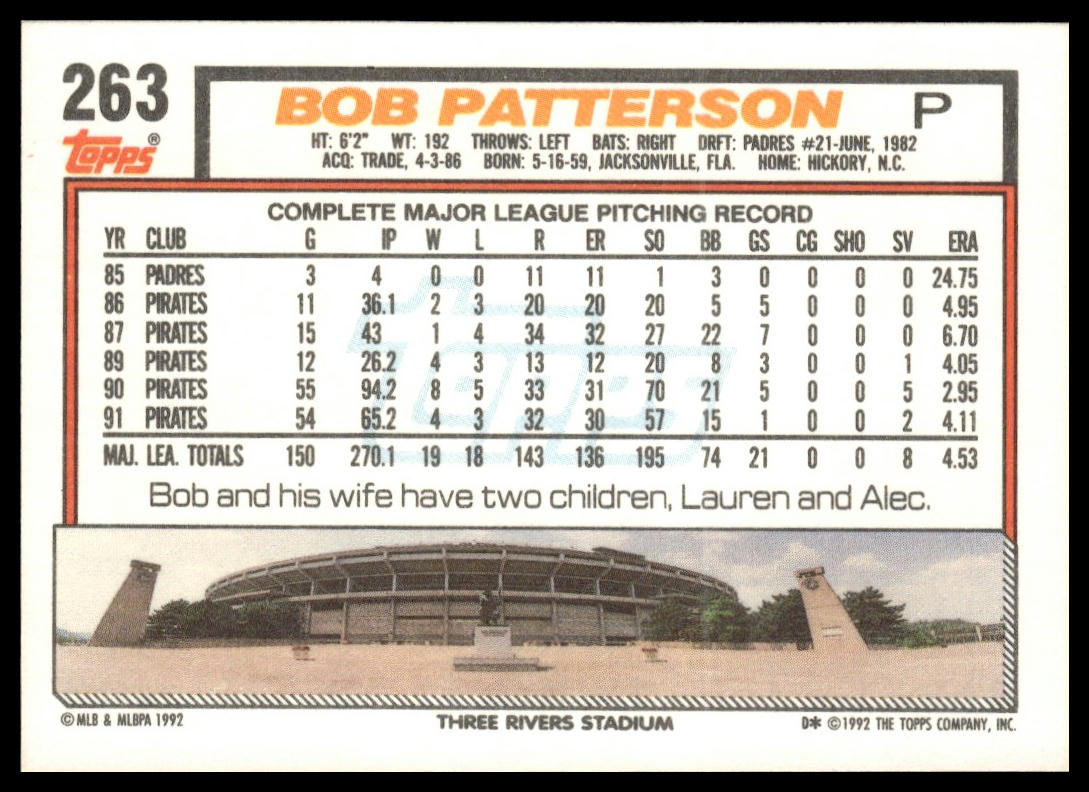 263
Topps®
BOB PATTERSON P
HT: 6'2" WT: 192 THROWS: LEFT BATS: RIGHT DRFT: PADRES #21-JUNE, 1982
ACQ: TRADE, 4-3-86 BORN: 5-16-59, JACKSONVILLE, FLA. HOME: HICKORY, N.C.
COMPLETE MAJOR LEAGUE PITCHING RECORD
YR CLUB G IP W L R ER SO BB GS CG SHO SV ERA
85 PADRES 3 4 0 0 11 11 1 3 0 0 0 0 24.75
86 PIRATES 11 36.1 2 3 20 20 20 5 5 0 0 0 4.95
87 PIRATES 15 43 1 4 34 32 27 22 7 0 0 0 6.70
89 PIRATES 12 26.2 4 3 13 12 20 8 3 0 0 1 4.05
90 PIRATES 55 94.2 8 5 33 31 70 21 5 0 0 5 2.95
91 PIRATES 54 65.2 4 3 32 30 57 15 1 0 0 2 4.11
MAJ. LEA. TOTALS 150 270.1 19 18 143 136 195 74 21 0 0 8 4.53
Topps
Bob and his wife have two children, Lauren and Alec.
© MLB & MLBPA 1992
THREE RIVERS STADIUM
D* © 1992 THE TOPPS COMPANY, INC.